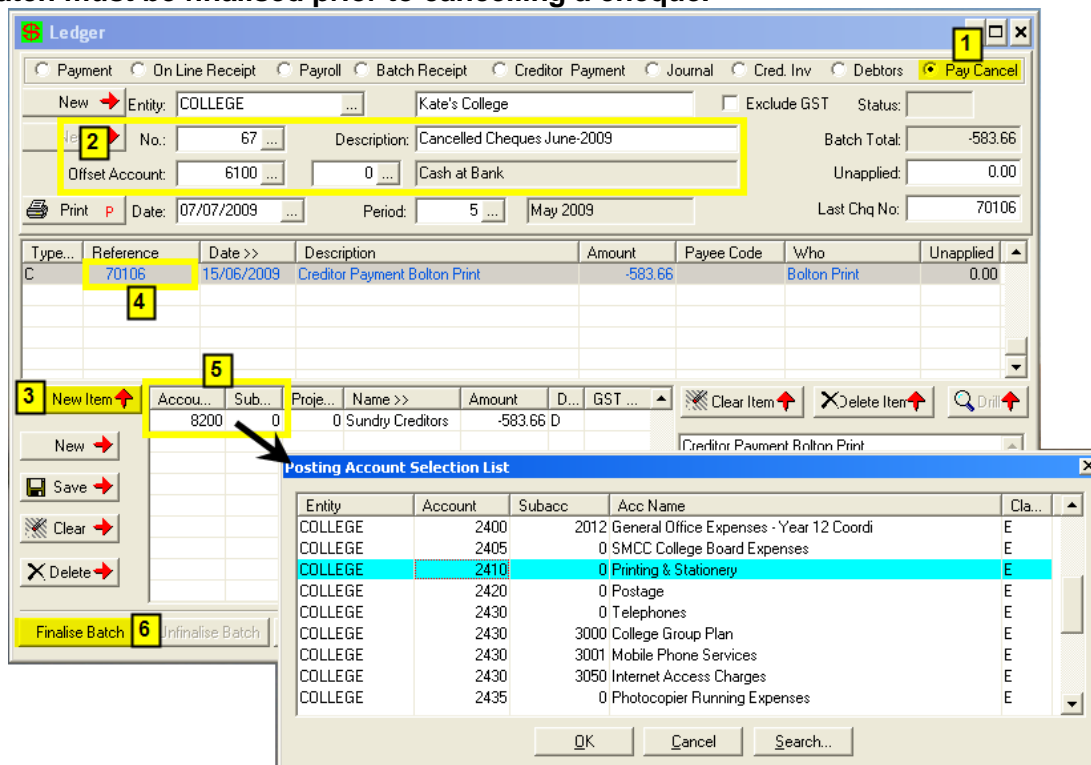 must be finalised prior to cancelling a cheque.
Ledger
1
Payment On Line Receipt Payroll Batch Receipt Creditor Payment Journal Cred. Inv Debtors Pay Cancel
New Entity: COLLEGE ... Kate's College Exclude GST Status:
2 No.: 67 ... Description: Cancelled Cheques June-2009 Batch Total: -583.66
Offset Account: 6100 ... 0 ... Cash at Bank Unapplied: 0.00
Print P Date: 07/07/2009 ... Period: 5 ... May 2009 Last Chq No: 70106
Type... Reference Date >> Description Amount Payee Code Who Unapplied
C 70106 15/06/2009 Creditor Payment Bolton Print -583.66 Bolton Print 0.00
4
5
3 New Item Accou... Sub... Proje... Name >> Amount D... GST ... Clear Item Delete Item Drill
8200 0 0 Sundry Creditors -583.66 D
Creditor Payment Bolton Print
New
Save
Clear
Delete
Finalise Batch 6 Unfinalise Batch
Posting Account Selection List
Entity Account Subacc Acc Name Cla...
COLLEGE 2400 2012 General Office Expenses - Year 12 Coordi E
COLLEGE 2405 0 SMCC College Board Expenses E
COLLEGE 2410 0 Printing & Stationery E
COLLEGE 2420 0 Postage E
COLLEGE 2430 0 Telephones E
COLLEGE 2430 3000 College Group Plan E
COLLEGE 2430 3001 Mobile Phone Services E
COLLEGE 2430 3050 Internet Access Charges E
COLLEGE 2435 0 Photocopier Running Expenses E
OK Cancel Search...